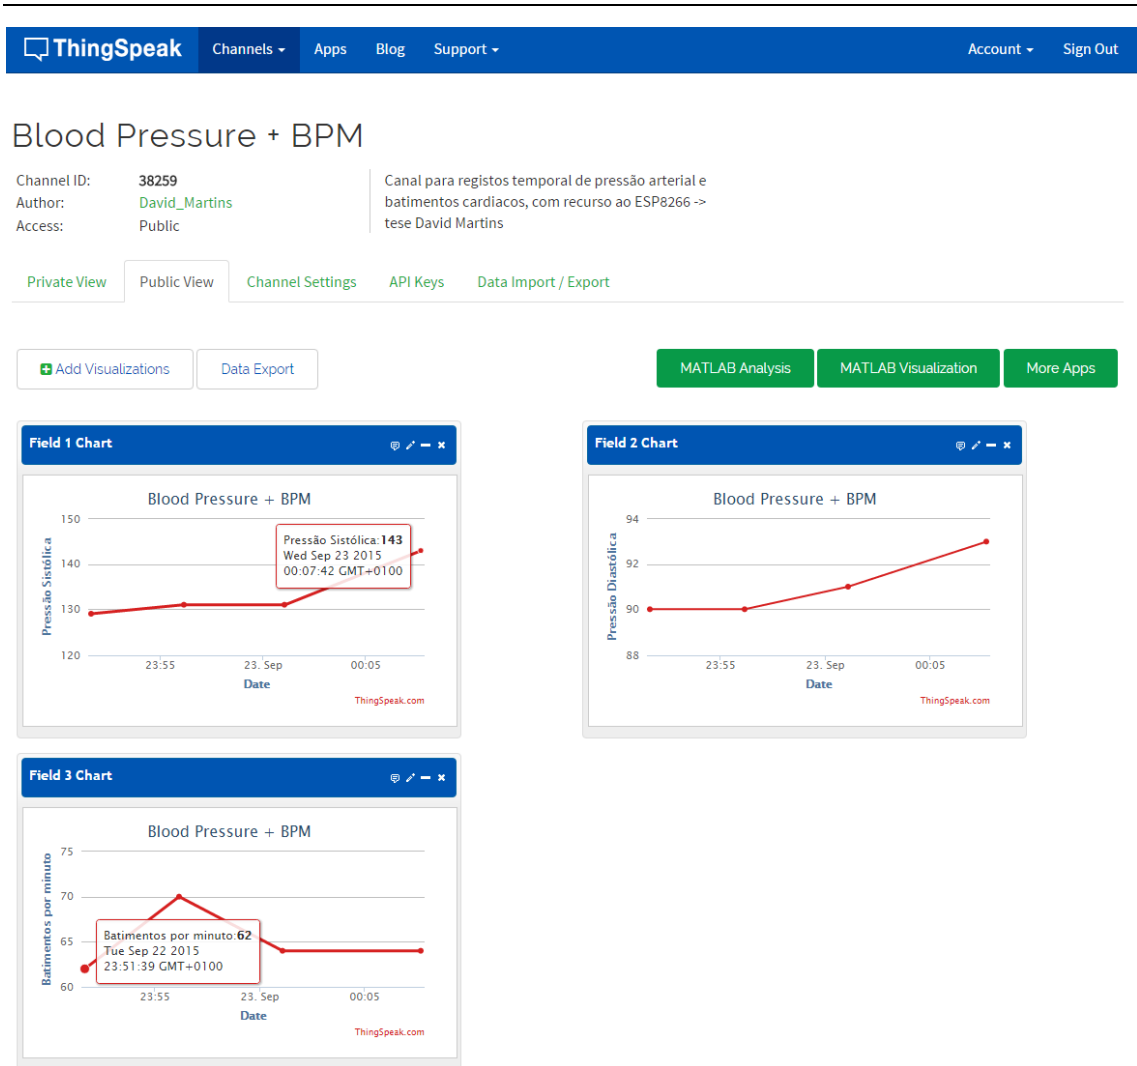 ThingSpeak Channels Apps Blog Support Account Sign Out
Blood Pressure + BPM
Channel ID: 38259
Author: David_Martins
Access: Public
Canal para registos temporal de pressão arterial e
batimentos cardiacos, com recurso ao ESP8266 ->
tese David Martins
Private View Public View Channel Settings API Keys Data Import / Export
Add Visualizations Data Export MATLAB Analysis MATLAB Visualization More Apps
Field 1 Chart
Blood Pressure + BPM
Pressão Sistólica
150
140
130
120
Pressão Sistólica:143
Wed Sep 23 2015
00:07:42 GMT+0100
23:55 23. Sep 00:05
Date
ThingSpeak.com
Field 2 Chart
Blood Pressure + BPM
Pressão Diastólica
94
92
90
88
23:55 23. Sep 00:05
Date
ThingSpeak.com
Field 3 Chart
Blood Pressure + BPM
Batimentos por minuto
75
70
65
60
Batimentos por minuto:62
Tue Sep 22 2015
23:51:39 GMT+0100
23:55 23. Sep 00:05
Date
ThingSpeak.com